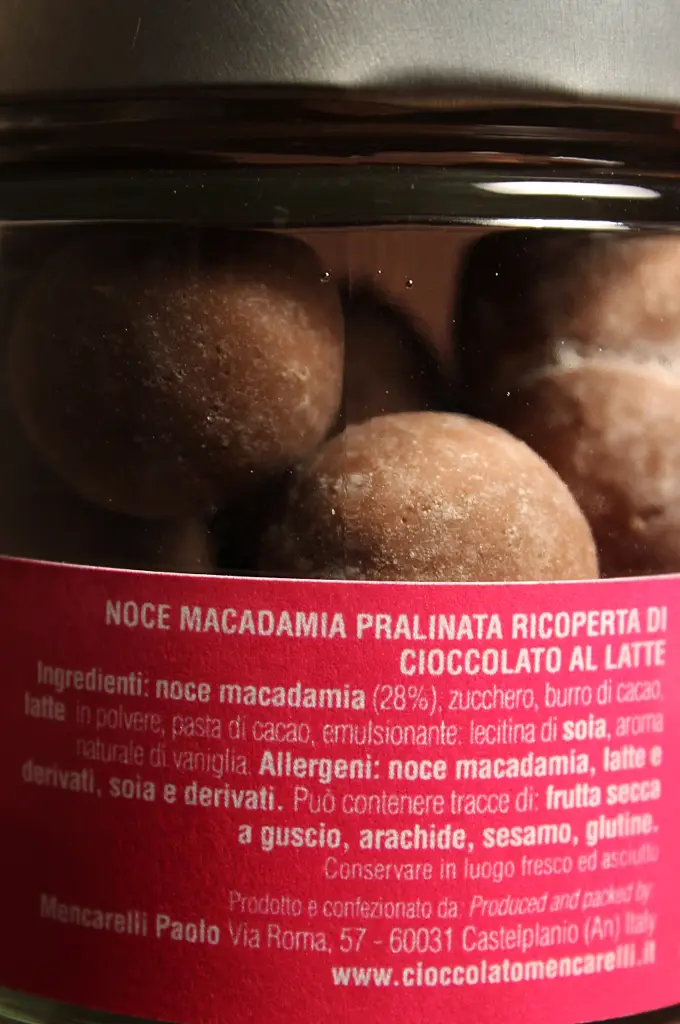 NOCE MACADAMIA PRALINATA RICOPERTA DI
CIOCCOLATO AL LATTE
Ingredienti: noce macadamia (28%), zucchero, burro di cacao,
latte in polvere, pasta di cacao, emulsionante: lecitina di soia, aroma
naturale di vaniglia. Allergeni: noce macadamia, latte e
derivati, soia e derivati. Può contenere tracce di: frutta secca
a guscio, arachide, sesamo, glutine.
Conservare in luogo fresco ed asciutto
Prodotto e confezionato da: Produced and packed by
Mencarelli Paolo Via Roma, 57 - 60031 Castelplanio (An) Italy
www.cioccolatomencarelli.it